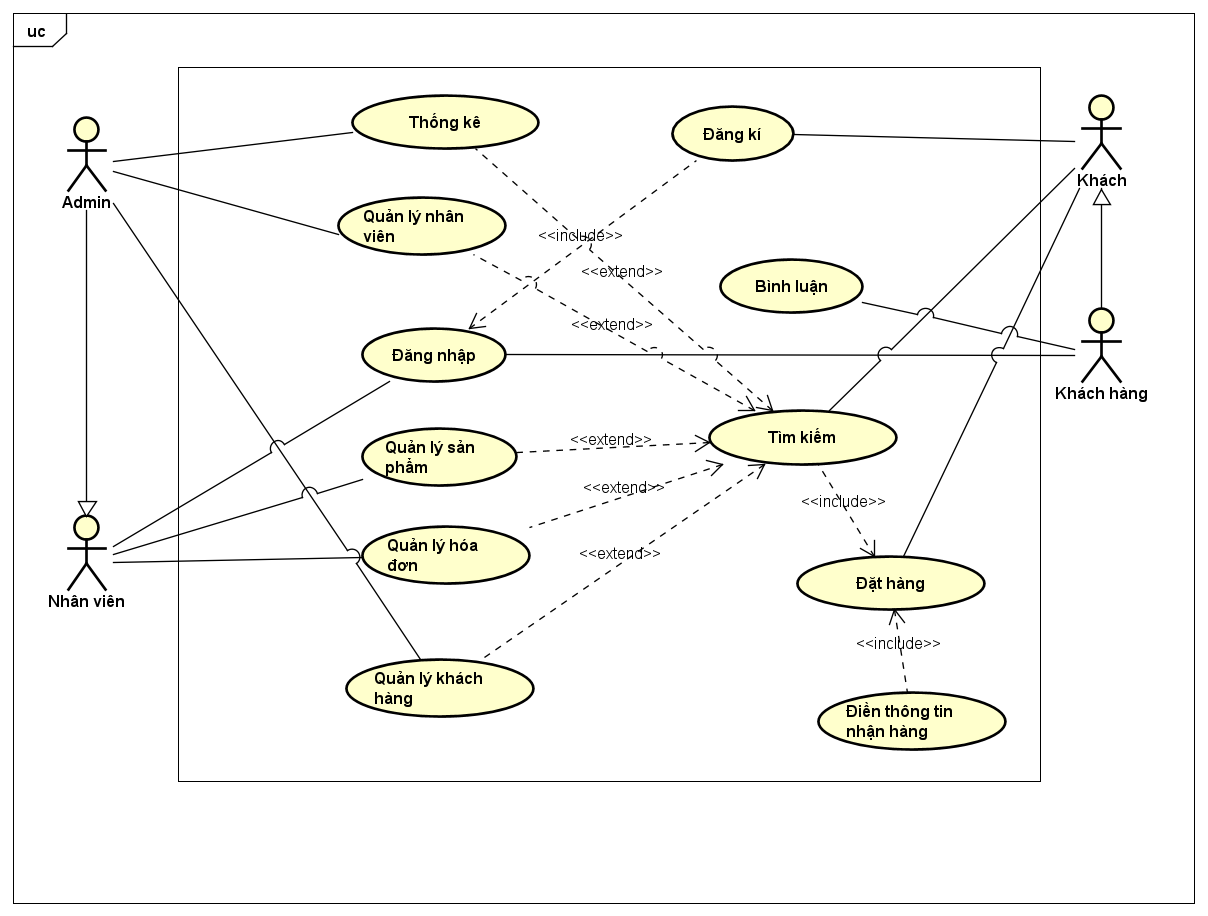 uc
Thống kê
Đăng kí
Khách
Admin
Quản lý nhân
viên
<<include>>
<<extend>>
Bình luận
<<extend>>
Đăng nhập
Khách hàng
Tìm kiếm
<<extend>>
Quản lý sản
phẩm
<<extend>>
<<include>>
Quản lý hóa
đơn
<<extend>>
Đặt hàng
Nhân viên
<<include>>
Quản lý khách
hàng
Điền thông tin
nhận hàng